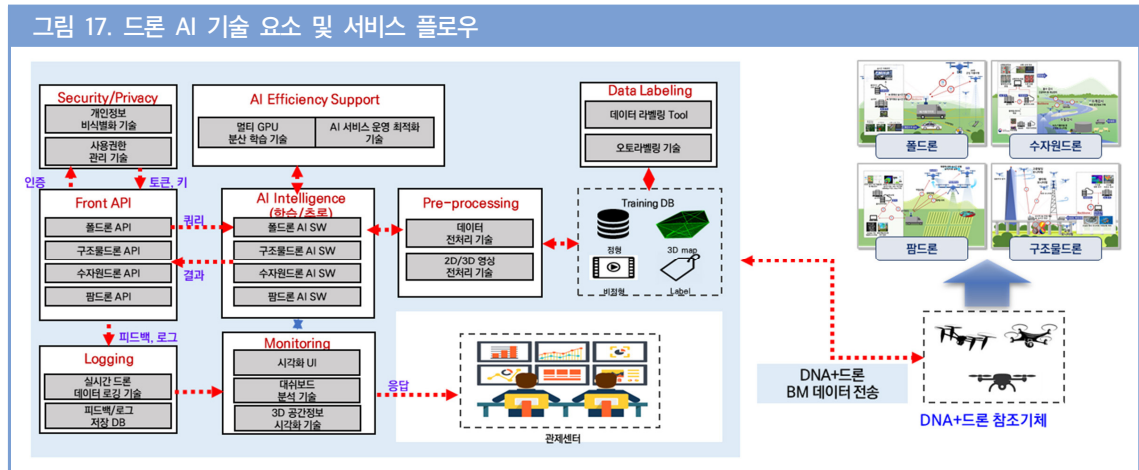 그림 17. 드론 AI 기술 요소 및 서비스 플로우
Security/Privacy
개인정보
비식별화 기술
사용권한
관리 기술
인증
토큰, 키
AI Efficiency Support
멀티 GPU
분산 학습 기술
AI 서비스 운영 최적화
기술
Data Labeling
데이터 라벨링 Tool
오토라벨링 기술
Front API
폴드론 API
구조물드론 API
수자원드론 API
팜드론 API
쿼리
결과
AI Intelligence
(학습/추론)
폴드론 AI SW
구조물드론 AI SW
수자원드론 AI SW
팜드론 AI SW
Pre-processing
데이터
전처리 기술
2D/3D 영상
전처리 기술
Training DB
정형
3D map
비정형
Label
피드백, 로그
Logging
실시간 드론
데이터 로깅 기술
피드백/로그
저장 DB
Monitoring
시각화 UI
대쉬보드
분석 기술
3D 공간정보
시각화 기술
응답
관제센터
폴드론
수자원드론
팜드론
구조물드론
DNA+드론
BM 데이터 전송
DNA+드론 참조기체